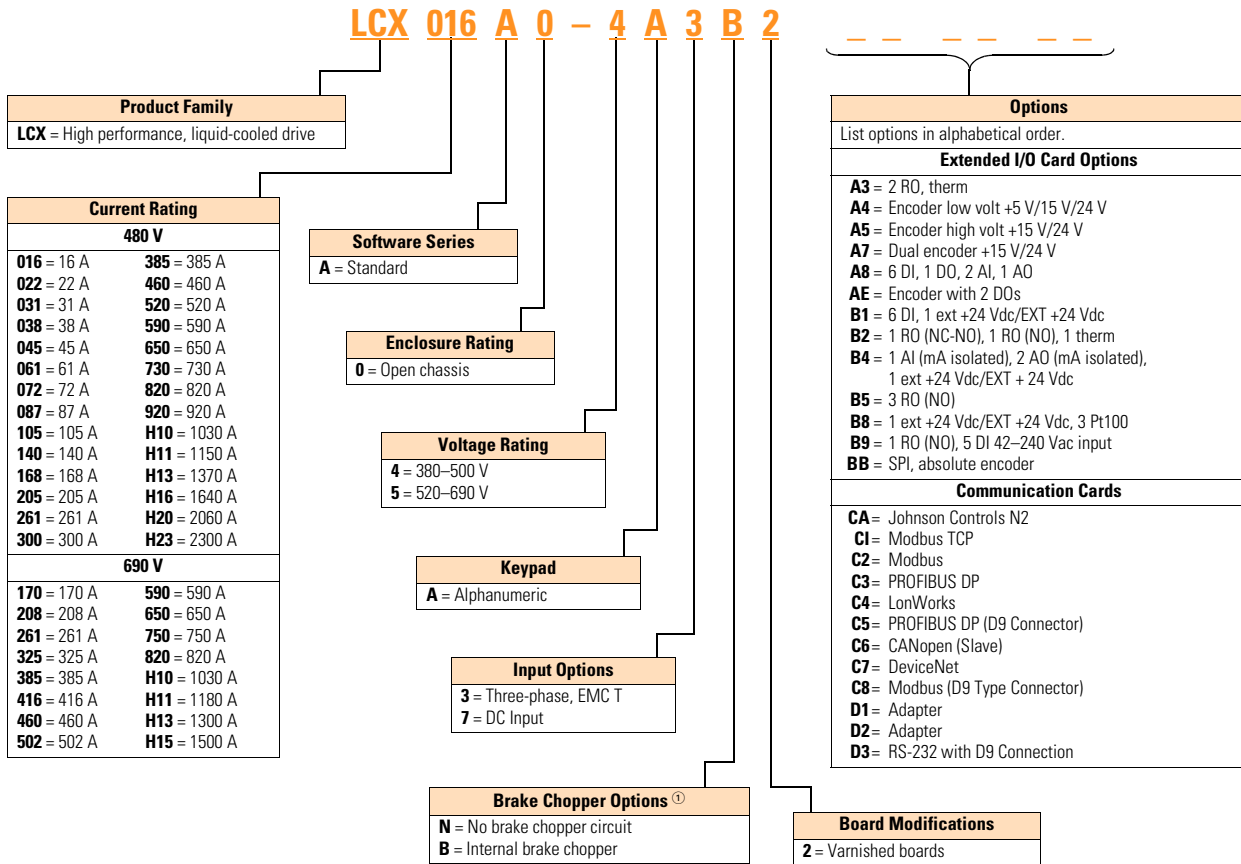 LCX 016 A 0 – 4 A 3 B 2 _ _ _ _ _ _
Product Family
LCX = High performance, liquid-cooled drive
Current Rating
480 V
016 = 16 A 385 = 385 A
022 = 22 A 460 = 460 A
031 = 31 A 520 = 520 A
038 = 38 A 590 = 590 A
045 = 45 A 650 = 650 A
061 = 61 A 730 = 730 A
072 = 72 A 820 = 820 A
087 = 87 A 920 = 920 A
105 = 105 A H10 = 1030 A
140 = 140 A H11 = 1150 A
168 = 168 A H13 = 1370 A
205 = 205 A H16 = 1640 A
261 = 261 A H20 = 2060 A
300 = 300 A H23 = 2300 A
690 V
170 = 170 A 590 = 590 A
208 = 208 A 650 = 650 A
261 = 261 A 750 = 750 A
325 = 325 A 820 = 820 A
385 = 385 A H10 = 1030 A
416 = 416 A H11 = 1180 A
460 = 460 A H13 = 1300 A
502 = 502 A H15 = 1500 A
Software Series
A = Standard
Enclosure Rating
0 = Open chassis
Voltage Rating
4 = 380–500 V
5 = 520–690 V
Keypad
A = Alphanumeric
Input Options
3 = Three-phase, EMC T
7 = DC Input
Brake Chopper Options ①
N = No brake chopper circuit
B = Internal brake chopper
Board Modifications
2 = Varnished boards
Options
List options in alphabetical order.
Extended I/O Card Options
A3 = 2 RO, therm
A4 = Encoder low volt +5 V/15 V/24 V
A5 = Encoder high volt +15 V/24 V
A7 = Dual encoder +15 V/24 V
A8 = 6 DI, 1 DO, 2 AI, 1 AO
AE = Encoder with 2 DOs
B1 = 6 DI, 1 ext +24 Vdc/EXT +24 Vdc
B2 = 1 RO (NC-NO), 1 RO (NO), 1 therm
B4 = 1 AI (mA isolated), 2 AO (mA isolated),
1 ext +24 Vdc/EXT + 24 Vdc
B5 = 3 RO (NO)
B8 = 1 ext +24 Vdc/EXT +24 Vdc, 3 Pt100
B9 = 1 RO (NO), 5 DI 42–240 Vac input
BB = SPI, absolute encoder
Communication Cards
CA = Johnson Controls N2
CI = Modbus TCP
C2 = Modbus
C3 = PROFIBUS DP
C4 = LonWorks
C5 = PROFIBUS DP (D9 Connector)
C6 = CANopen (Slave)
C7 = DeviceNet
C8 = Modbus (D9 Type Connector)
D1 = Adapter
D2 = Adapter
D3 = RS-232 with D9 Connection